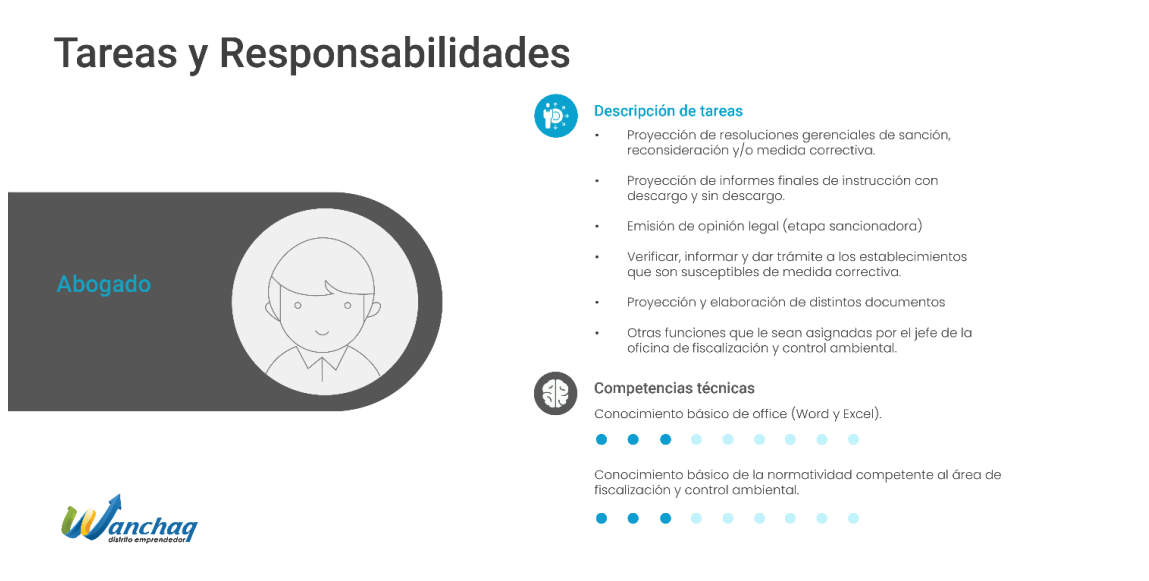 Tareas y Responsabilidades
Abogado
Descripción de tareas
• Proyección de resoluciones gerenciales de sanción,
reconsideración y/o medida correctiva.
• Proyección de informes finales de instrucción con
descargo y sin descargo.
• Emisión de opinión legal (etapa sancionadora)
• Verificar, informar y dar trámite a los establecimientos
que son susceptibles de medida correctiva.
• Proyección y elaboración de distintos documentos
• Otras funciones que le sean asignadas por el jefe de la
oficina de fiscalización y control ambiental.
Competencias técnicas
Conocimiento básico de office (Word y Excel).
Conocimiento básico de la normatividad competente al área de
fiscalización y control ambiental.
Wanchaq
distrito emprendedor